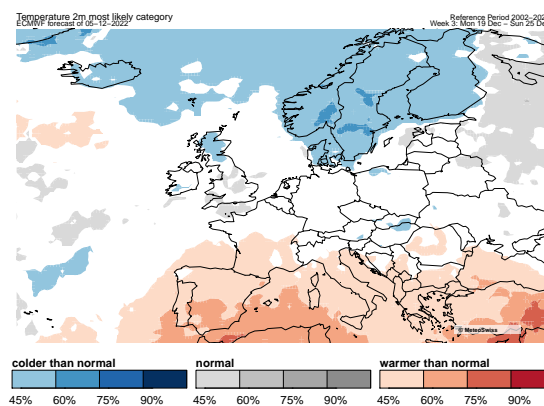 Temperature 2m most likely category
ECMWF forecast of 05–12–2022
Reference Period 2002–202
Week 3: Mon 19 Dec – Sun 25 De
© MeteoSwiss
colder than normal normal warmer than normal
45% 60% 75% 90% 45% 60% 75% 90% 45% 60% 75% 90%